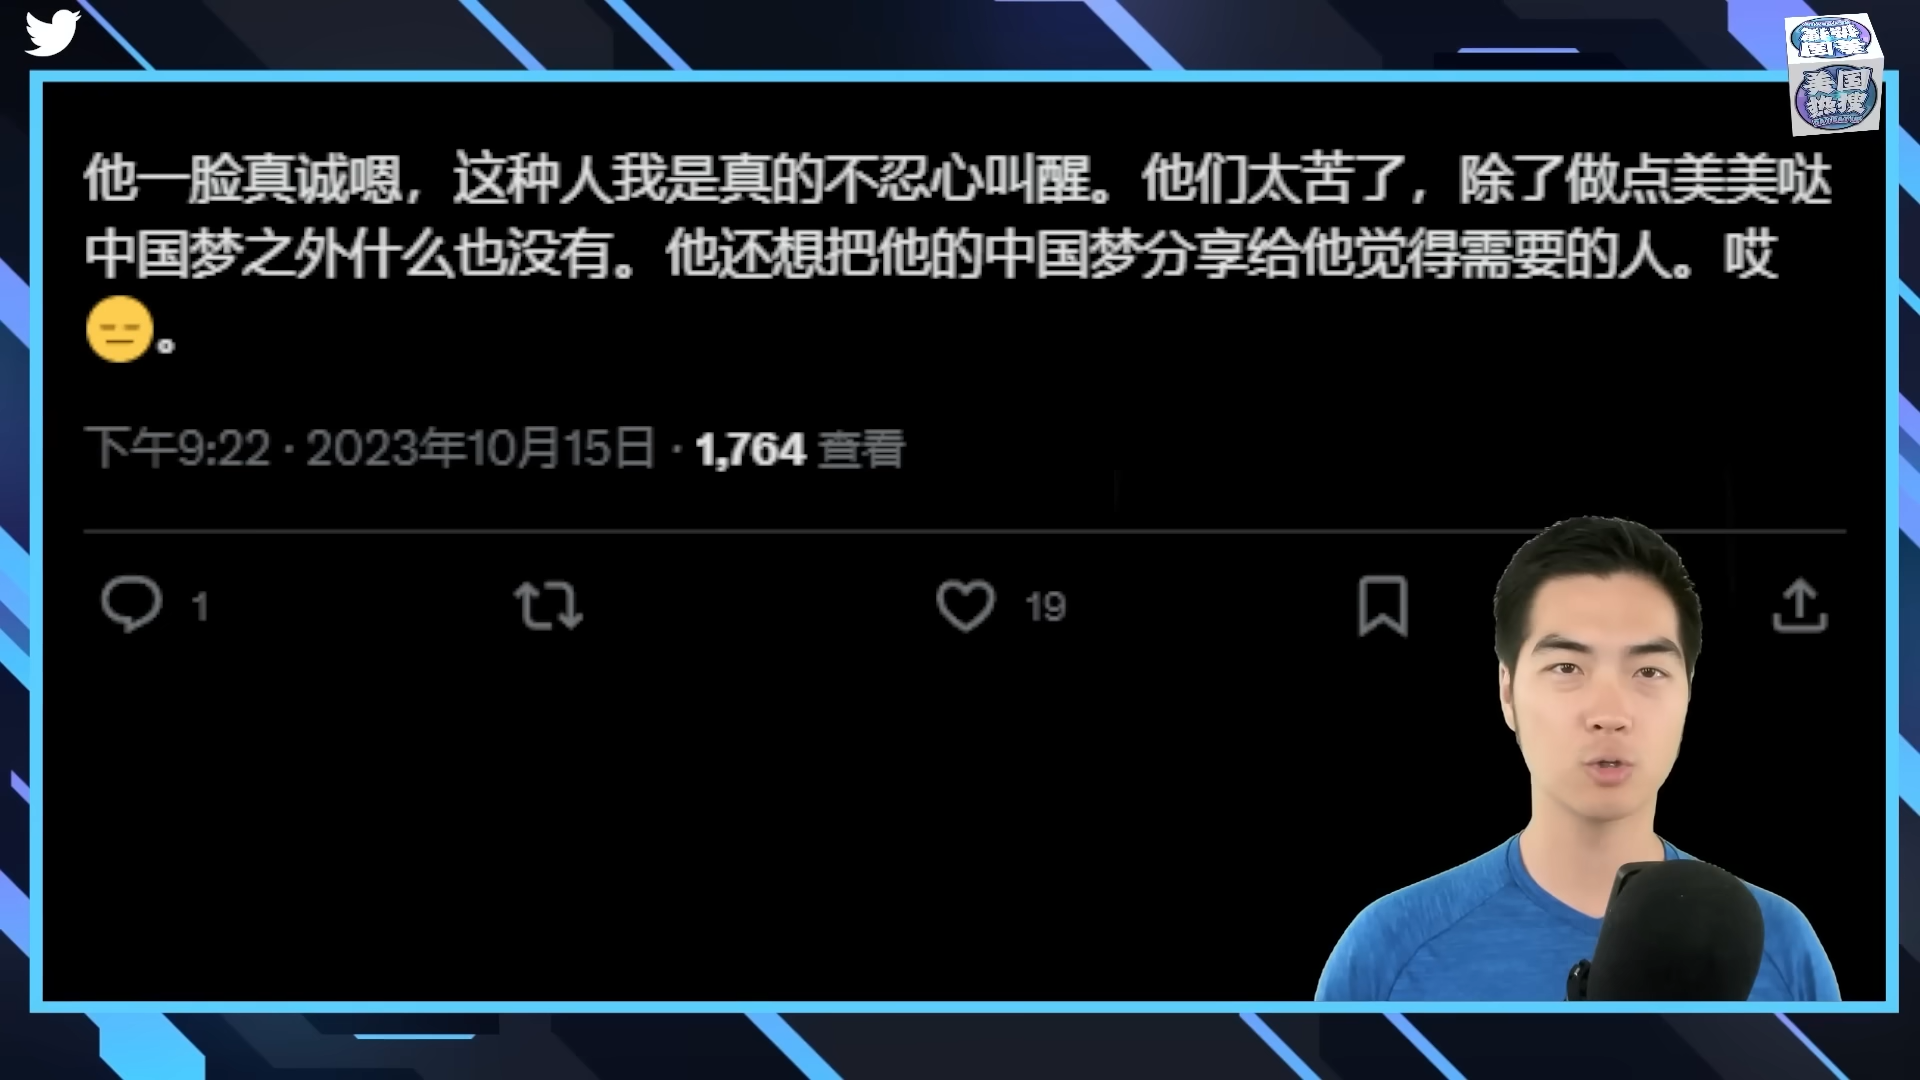 美国
热搜
他一脸真诚嗯，这种人我是真的不忍心叫醒。他们太苦了，除了做点美美哒
中国梦之外什么也没有。他还想把他的中国梦分享给他觉得需要的人。哎
😑。
下午9:22 · 2023年10月15日 · 1,764 查看
1
19